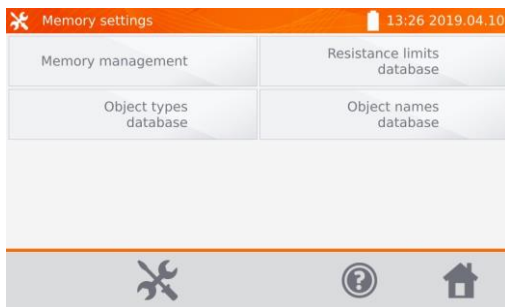 Memory settings
13:26 2019.04.10
Memory management
Resistance limits
database
Object types
database
Object names
database
?